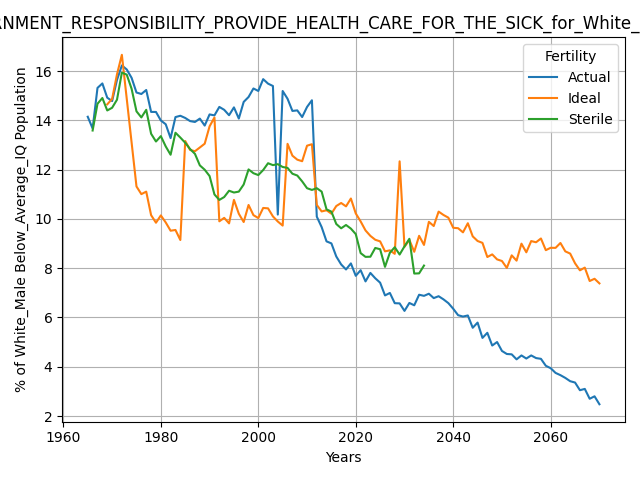 RNMENT_RESPONSIBILITY_PROVIDE_HEALTH_CARE_FOR_THE_SICK_for_White_
% of White_Male Below_Average_IQ Population
16
14
12
10
8
6
4
2
Fertility
Actual
Ideal
Sterile
1960 1980 2000 2020 2040 2060
Years